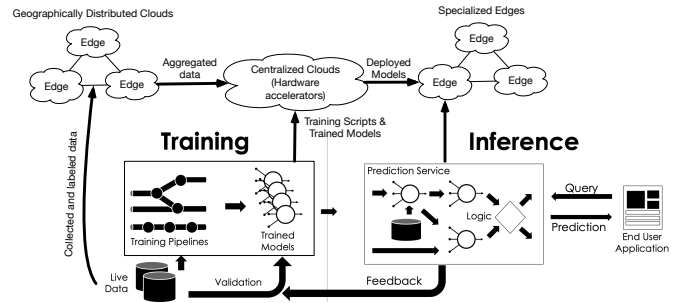 Geographically Distributed Clouds
Specialized Edges
Edge
Edge
Edge
Aggregated
data
Centralized Clouds
(Hardware
accelerators)
Deployed
Models
Edge
Edge
Edge
Training Scripts &
Trained Models
Training
Inference
Collected and labeled data
Training Pipelines
Trained
Models
Prediction Service
Logic
Query
Prediction
End User
Application
Live
Data
Validation
Feedback